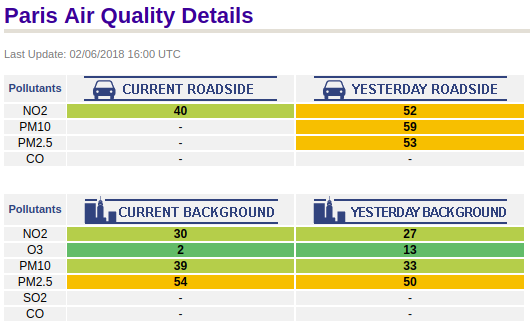 Paris Air Quality Details
Last Update: 02/06/2018 16:00 UTC
Pollutants CURRENT ROADSIDE YESTERDAY ROADSIDE
NO2 40 52
PM10 - 59
PM2.5 - 53
CO - -
Pollutants CURRENT BACKGROUND YESTERDAY BACKGROUND
NO2 30 27
O3 2 13
PM10 39 33
PM2.5 54 50
SO2 - -
CO - -